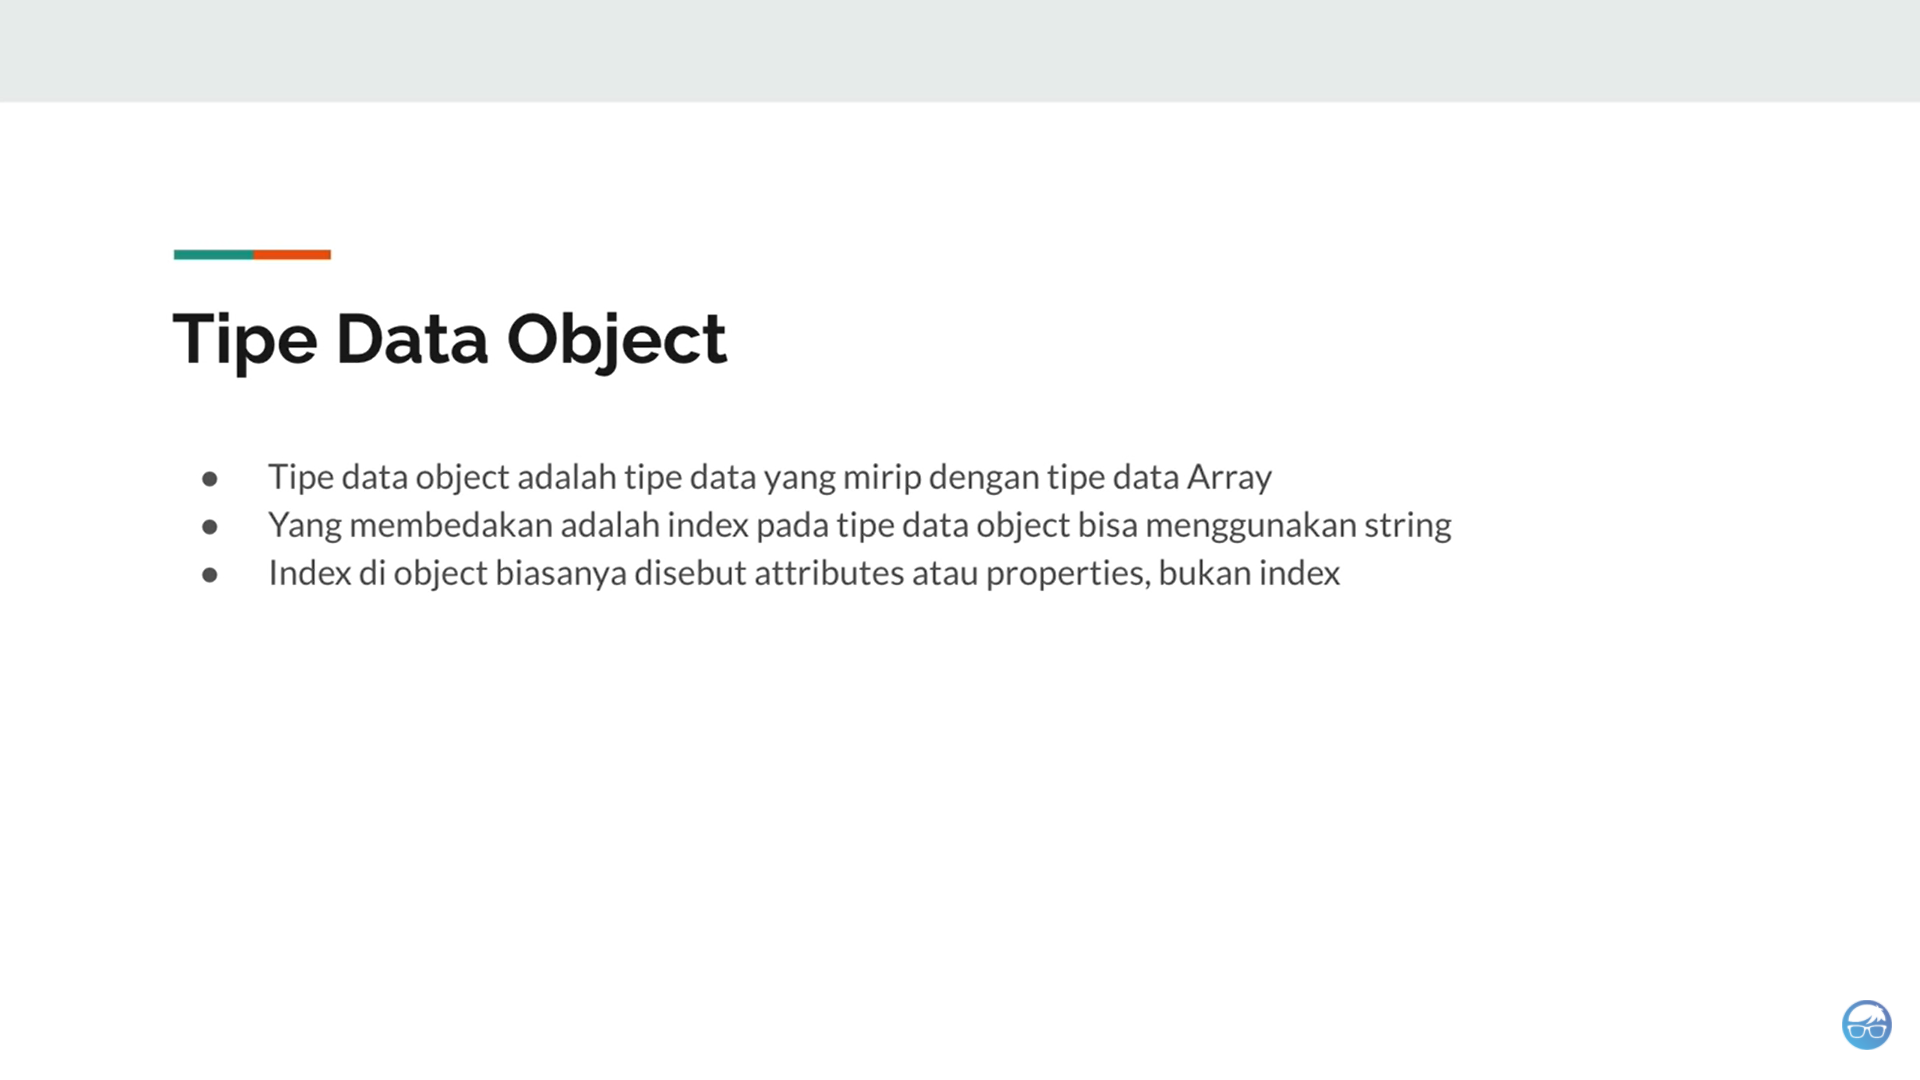 Tipe Data Object
● Tipe data object adalah tipe data yang mirip dengan tipe data Array
● Yang membedakan adalah index pada tipe data object bisa menggunakan string
● Index di object biasanya disebut attributes atau properties, bukan index